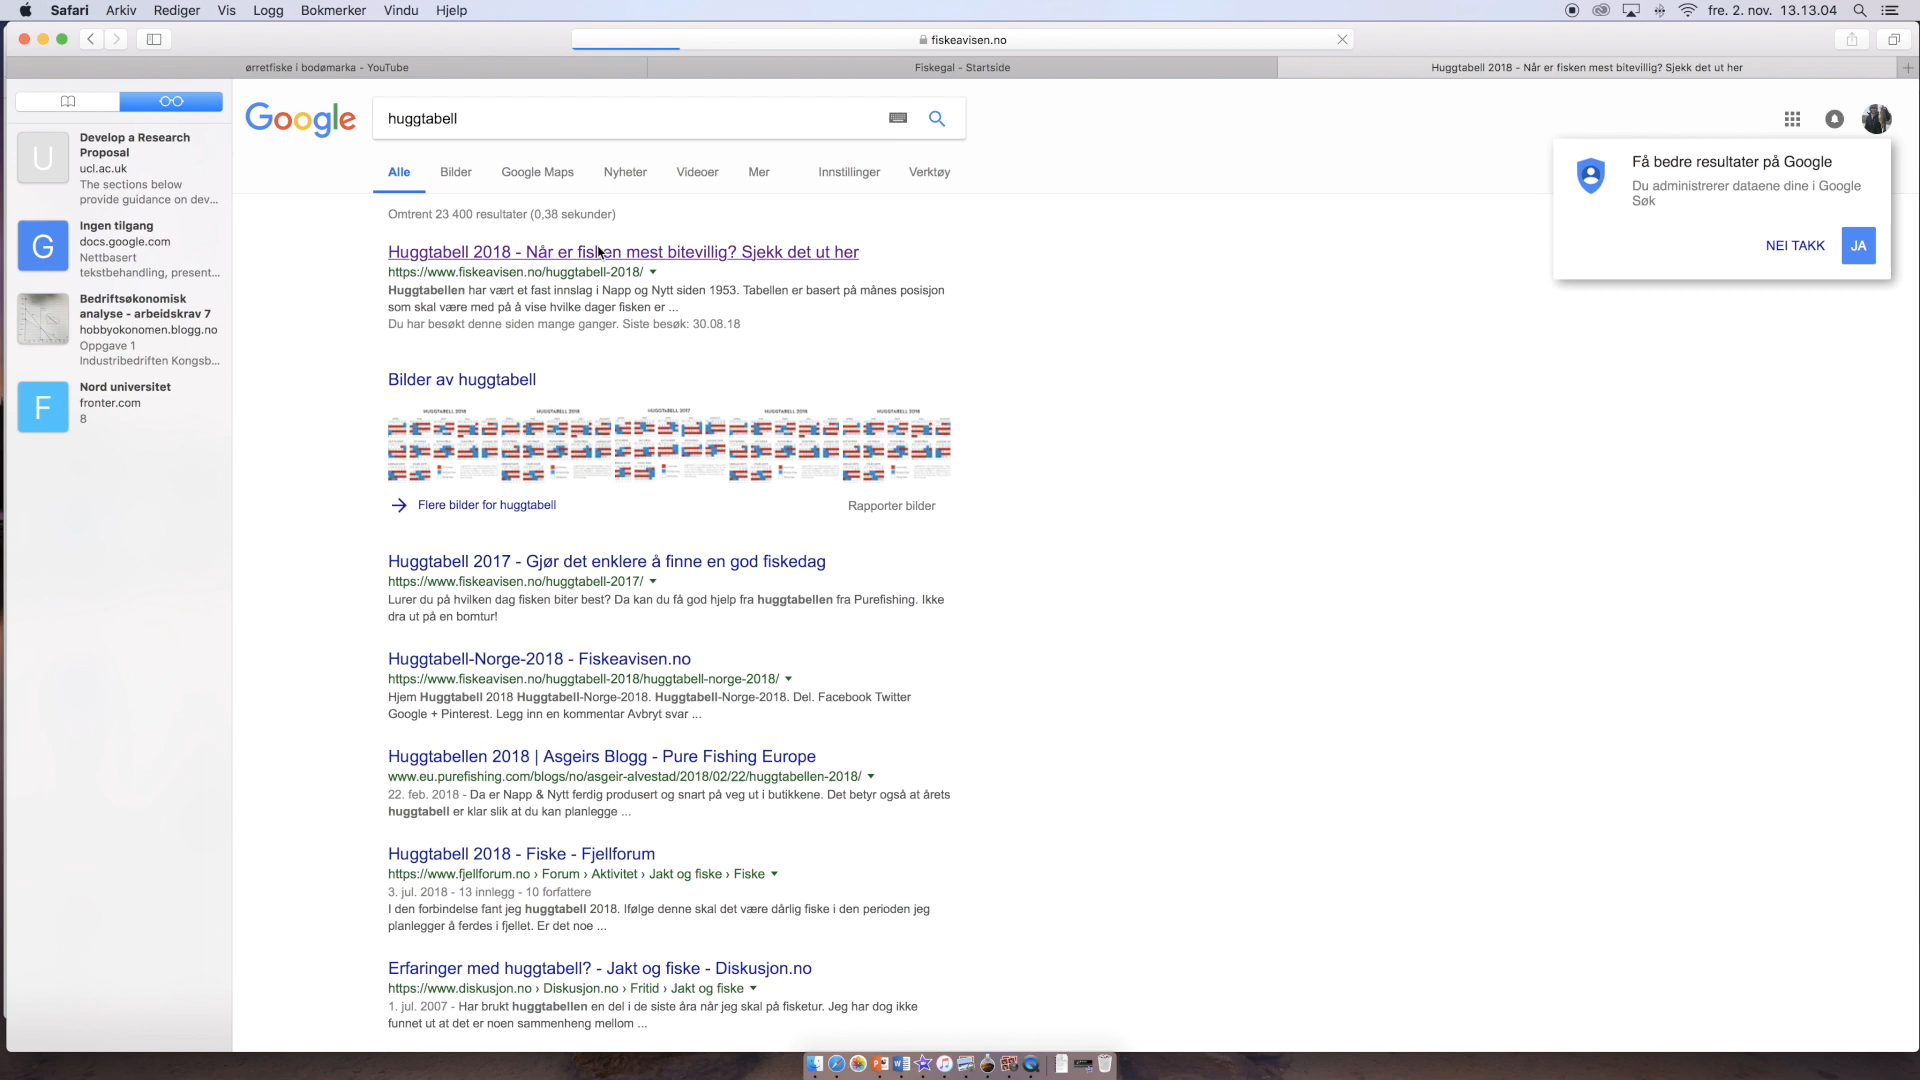 Safari Arkiv Rediger Vis Logg Bokmerker Vindu Hjelp
fre. 2. nov. 13.13.04
fiskeavisen.no
ørretfiske i bodømarka - YouTube
Fiskegal - Startside
Huggtabell 2018 - Når er fisken mest bitevillig? Sjekk det ut her
U
Develop a Research
Proposal
ucl.ac.uk
The sections below
provide guidance on dev...
G
Ingen tilgang
docs.google.com
Nettbasert
tekstbehandling, present...
Bedriftsøkonomisk
analyse - arbeidskrav 7
hobbyokonomen.blogg.no
Oppgave 1
Industribedriften Kongsb...
F
Nord universitet
fronter.com
8
Google
huggtabell
Alle Bilder Google Maps Nyheter Videoer Mer Innstillinger Verktøy
Få bedre resultater på Google
Du administrerer dataene dine i Google
Søk
NEI TAKK JA
Omtrent 23 400 resultater (0,38 sekunder)
Huggtabell 2018 - Når er fisken mest bitevillig? Sjekk det ut her
https://www.fiskeavisen.no/huggtabell-2018/
Huggtabellen har vært et fast innslag i Napp og Nytt siden 1953. Tabellen er basert på månes posisjon
som skal være med på å vise hvilke dager fisken er ...
Du har besøkt denne siden mange ganger. Siste besøk: 30.08.18
Bilder av huggtabell
HUGGTABELL 2018 HUGGTABELL 2018 HUGGTABELL 2017 HUGGTABELL 2018 HUGGTABELL 2018
Flere bilder for huggtabell
Rapporter bilder
Huggtabell 2017 - Gjør det enklere å finne en god fiskedag
https://www.fiskeavisen.no/huggtabell-2017/
Lurer du på hvilken dag fisken biter best? Da kan du få god hjelp fra huggtabellen fra Purefishing. Ikke
dra ut på en bomtur!
Huggtabell-Norge-2018 - Fiskeavisen.no
https://www.fiskeavisen.no/huggtabell-2018/huggtabell-norge-2018/
Hjem Huggtabell 2018 Huggtabell-Norge-2018. Huggtabell-Norge-2018. Del. Facebook Twitter
Google + Pinterest. Legg inn en kommentar Avbryt svar ...
Huggtabellen 2018 | Asgeirs Blogg - Pure Fishing Europe
www.eu.purefishing.com/blogs/no/asgeir-alvestad/2018/02/22/huggtabellen-2018/
22. feb. 2018 - Da er Napp & Nytt ferdig produsert og snart på veg ut i butikkene. Det betyr også at årets
huggtabell er klar slik at du kan planlegge ...
Huggtabell 2018 - Fiske - Fjellforum
https://www.fjellforum.no › Forum › Aktivitet › Jakt og fiske › Fiske
3. jul. 2018 - 13 innlegg - 10 forfattere
I den forbindelse fant jeg huggtabell 2018. Ifølge denne skal det være dårlig fiske i den perioden jeg
planlegger å ferdes i fjellet. Er det noe ...
Erfaringer med huggtabell? - Jakt og fiske - Diskusjon.no
https://www.diskusjon.no › Diskusjon.no › Fritid › Jakt og fiske
1. jul. 2007 - Har brukt huggtabellen en del i de siste åra når jeg skal på fisketur. Jeg har dog ikke
funnet ut at det er noen sammenheng mellom ...